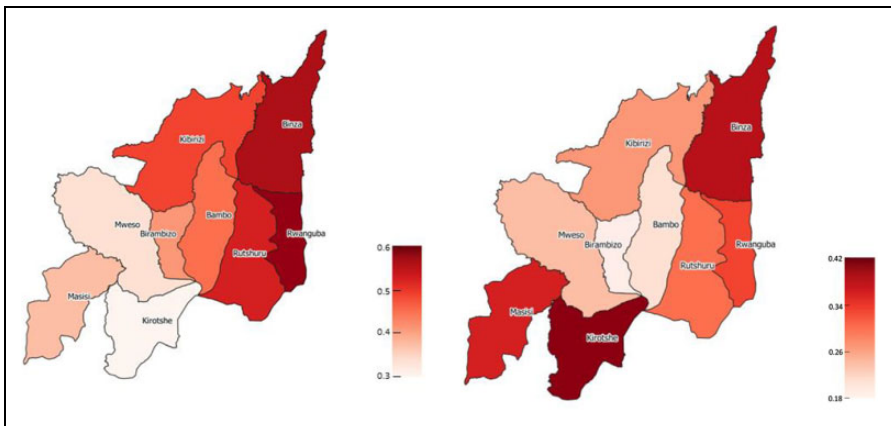 Binza
Kibirizi
Bambo
Mweso
Birambizo
Rutshuru
Rwanguba
Masisi
Kirotshe
0.6
0.5
0.4
0.3
Binza
Kibirizi
Bambo
Mweso
Birambizo
Rutshuru
Rwanguba
Masisi
Kirotshe
0.42
0.34
0.26
0.18